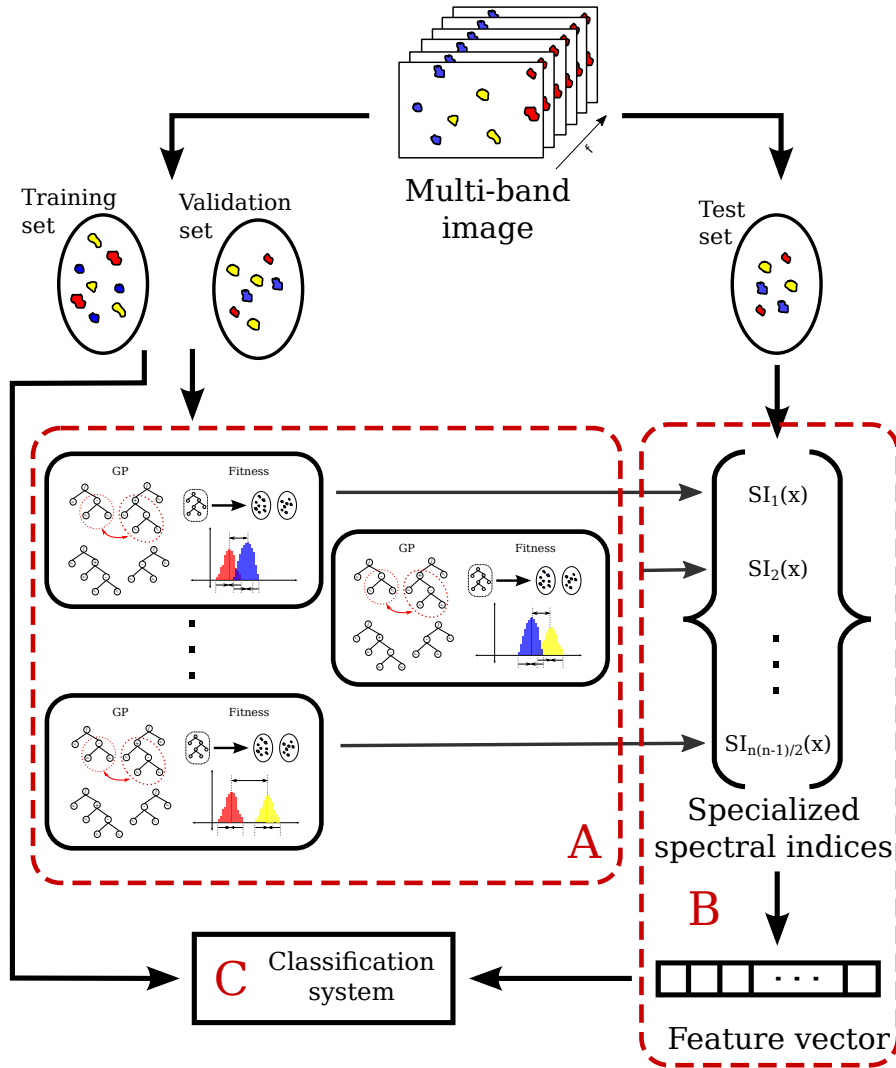 f
Multi-band
image
Training
set
Validation
set
Test
set
GP
Fitness
SI1(x)
GP
Fitness
SI2(x)
GP
Fitness
SIn(n-1)/2(x)
A
Specialized
spectral indices
B
C
Classification
system
Feature vector